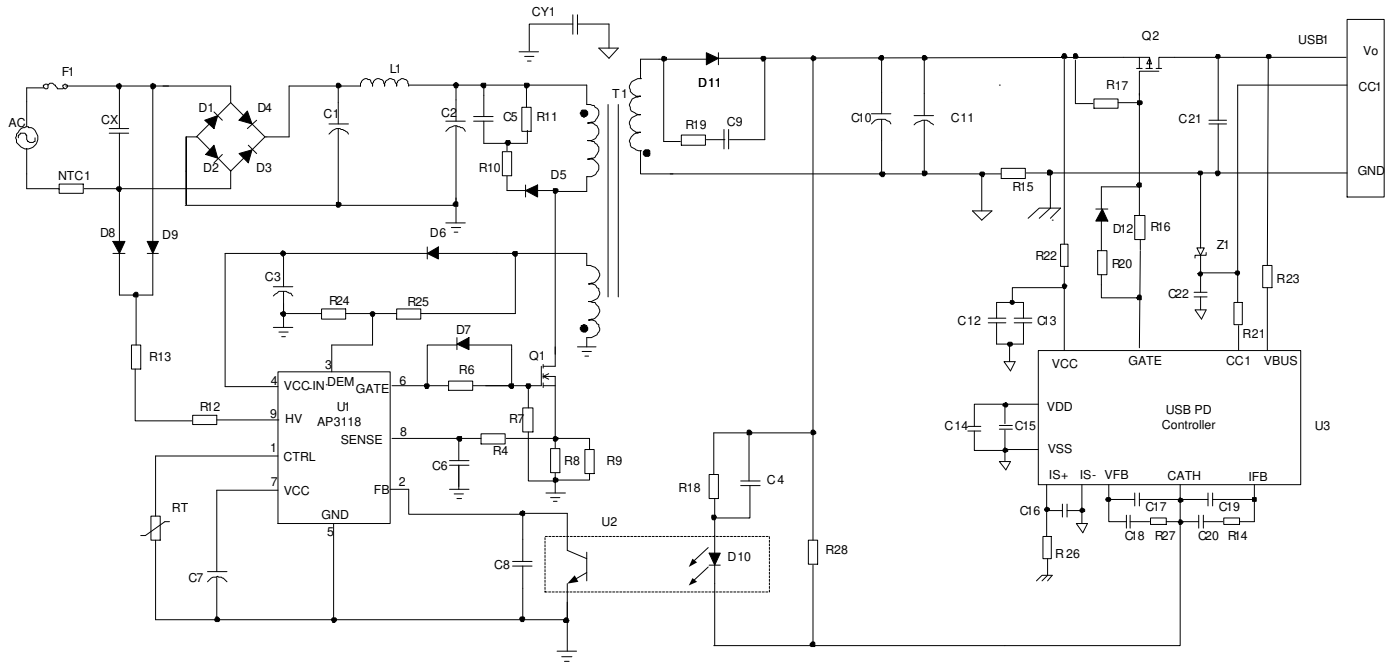 CY1
Q2
USB1
Vo
F1
L1
D11
T1
R17
CC1
AC
CX
D1
D4
C1
C2
C5
R11
R19
C9
C10
C11
C21
D2
D3
R10
D5
NTC1
R15
GND
D8
D9
D6
D12
R16
Z1
R22
R20
R23
C3
R24
R25
C22
C12
C13
R21
D7
Q1
R13
3
4
VCC-IN
DEM
GATE
6
R6
VCC
GATE
CC1
VBUS
U1
AP3118
R12
9
HV
R7
VDD
USB PD
Controller
U3
SENSE
8
R4
C14
C15
1
CTRL
C6
R8
R9
VSS
7
VCC
FB
2
R18
C4
IS+
IS-
VFB
CATH
IFB
RT
GND
5
U2
C16
C17
C19
C18
R27
C20
R14
C7
C8
D10
R28
R26